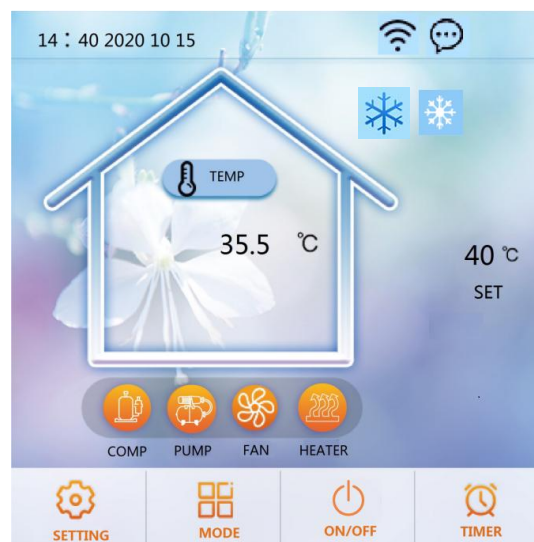 14：40 2020 10 15
TEMP
35.5 ℃
40 ℃
SET
COMP PUMP FAN HEATER
SETTING MODE ON/OFF TIMER